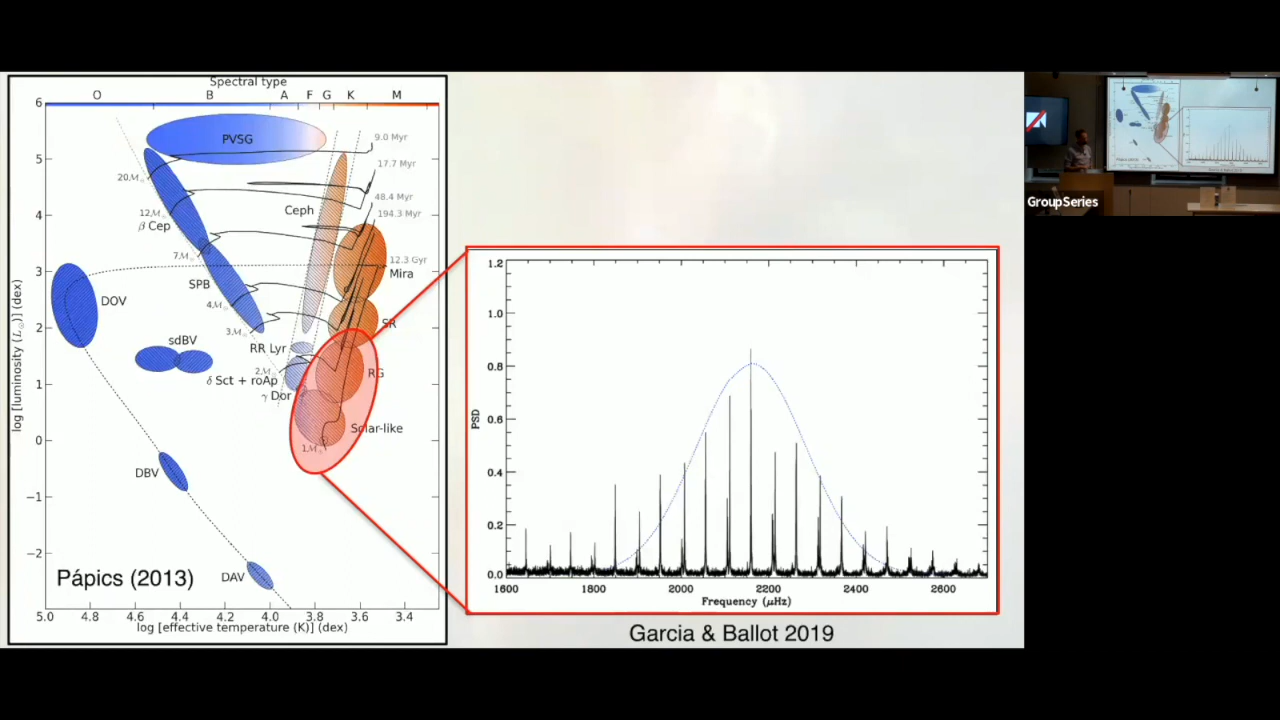 Spectral type
O B A F G K M
6
PVSG
9.0 Myr
5
17.7 Myr
20 M☉
48.4 Myr
Ceph
194.3 Myr
4
12 M☉
β Cep
7 M☉
12.3 Gyr
3
Mira
SPB
DOV
4 M☉
SR
2
3 M☉
sdBV
RR Lyr
2 M☉
RG
1
δ Sct + roAp
γ Dor
Solar-like
0
1 M☉
DBV
−1
−2
Pápics (2013)
DAV
−3
5.0 4.8 4.6 4.4 4.2 4.0 3.8 3.6 3.4
log [effective temperature (K)] (dex)
log [luminosity (L☉)] (dex)
1.2
1.0
0.8
0.6
0.4
0.2
0.0
PSD
1600 1800 2000 2200 2400 2600
Frequency (μHz)
Garcia & Ballot 2019
GroupSeries